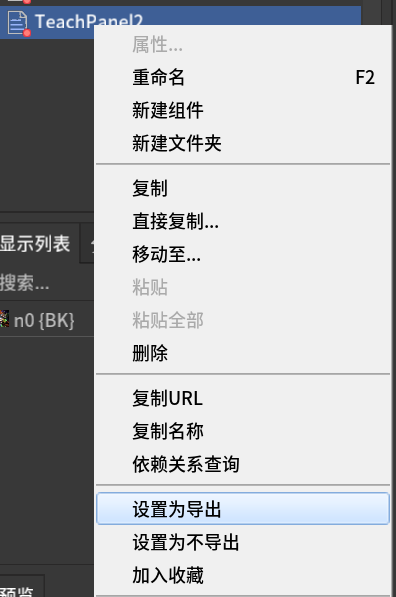 TeachPanel2
属性...
重命名 F2
新建组件
新建文件夹
复制
直接复制...
移动至...
粘贴
粘贴全部
删除
复制URL
复制名称
依赖关系查询
设置为导出
设置为不导出
加入收藏
显示列表
搜索...
n0 {BK}
预览